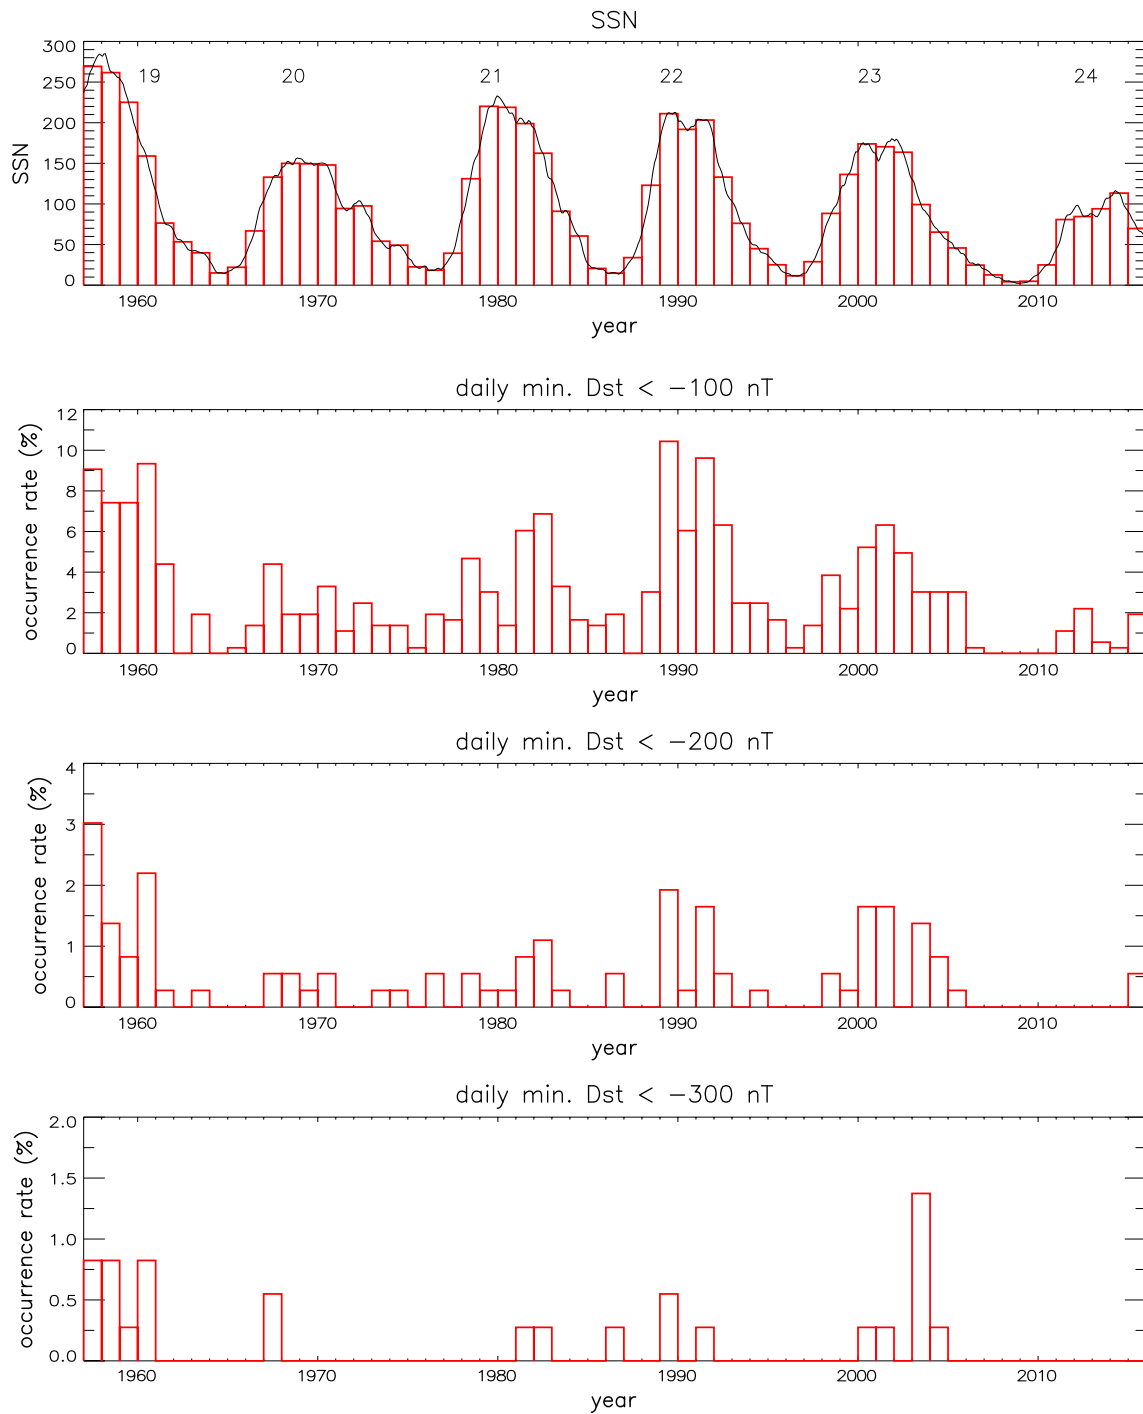 SSN
300
250
200
150
100
50
0
SSN
19 20 21 22 23 24
1960 1970 1980 1990 2000 2010
year
daily min. Dst < −100 nT
12
10
8
6
4
2
0
occurrence rate (%)
1960 1970 1980 1990 2000 2010
year
daily min. Dst < −200 nT
4
3
2
1
0
occurrence rate (%)
1960 1970 1980 1990 2000 2010
year
daily min. Dst < −300 nT
2.0
1.5
1.0
0.5
0.0
occurrence rate (%)
1960 1970 1980 1990 2000 2010
year